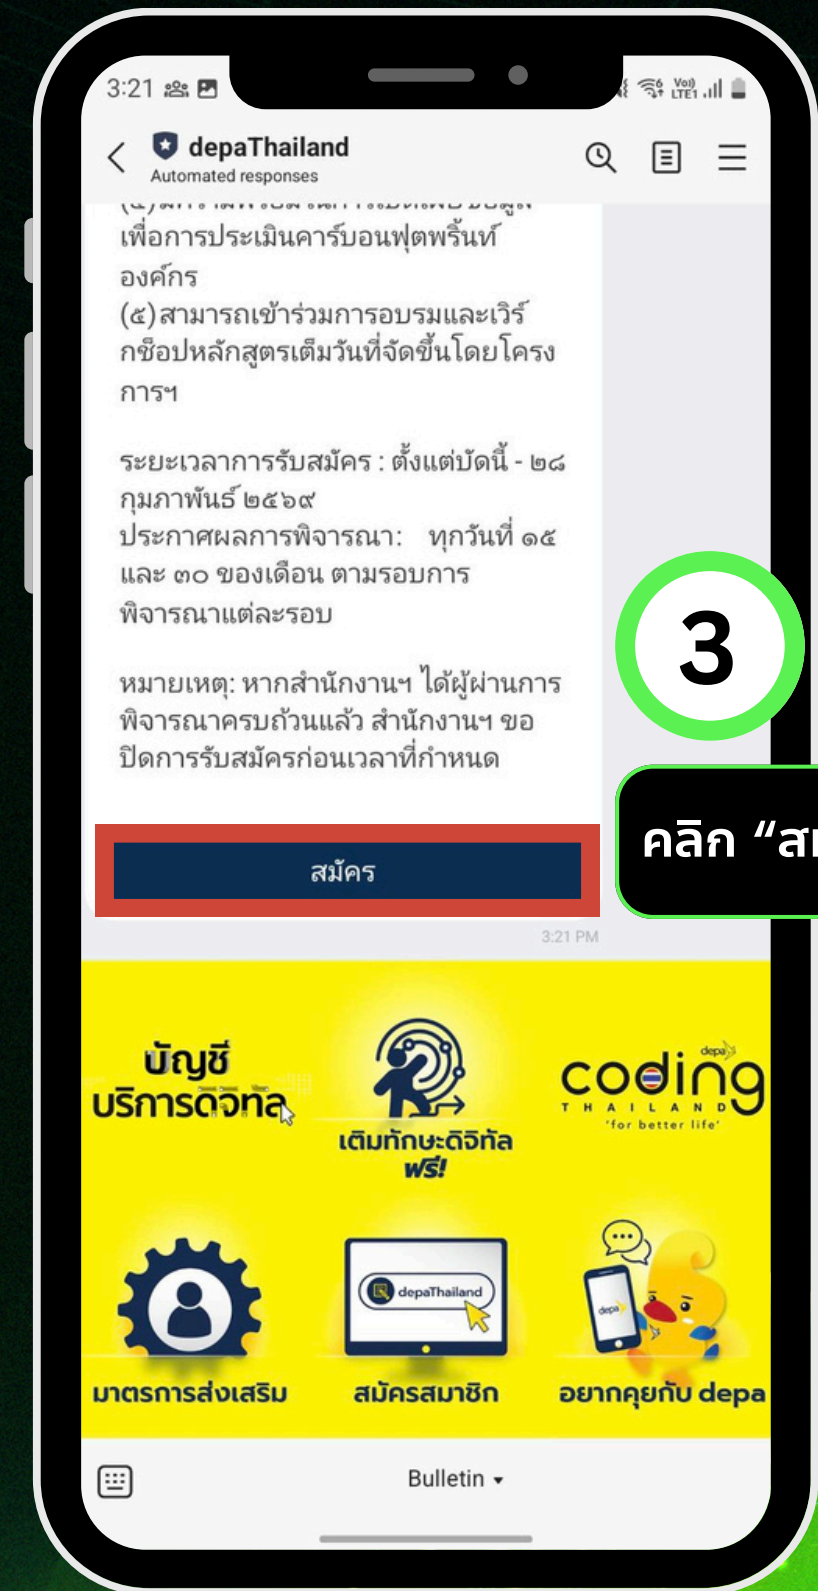 3:21
depaThailand
Automated responses
เพื่อการประเมินคาร์บอนฟุตพริ้นท์
องค์กร
(๕)สามารถเข้าร่วมการอบรมและเวิร์
กช็อปหลักสูตรเต็มวันที่จัดขึ้นโดยโครง
การฯ
ระยะเวลาการรับสมัคร : ตั้งแต่บัดนี้ - ๒๘
กุมภาพันธ์ ๒๕๖๙
ประกาศผลการพิจารณา: ทุกวันที่ ๑๕
และ ๓๐ ของเดือน ตามรอบการ
พิจารณาแต่ละรอบ
3
หมายเหตุ: หากสำนักงานฯ ได้ผู้ผ่านการ
พิจารณาครบถ้วนแล้ว สำนักงานฯ ขอ
ปิดการรับสมัครก่อนเวลาที่กำหนด
คลิก
สมัคร
3:21 PM
บัญชี
บริการดิจิทัล
เติมทักษะดิจิทัล
ฟรี!
depa
coding
THAILAND
'for better life'
มาตรการส่งเสริม
depaThailand
สมัครสมาชิก
depa
อยากคุยกับ depa
Bulletin